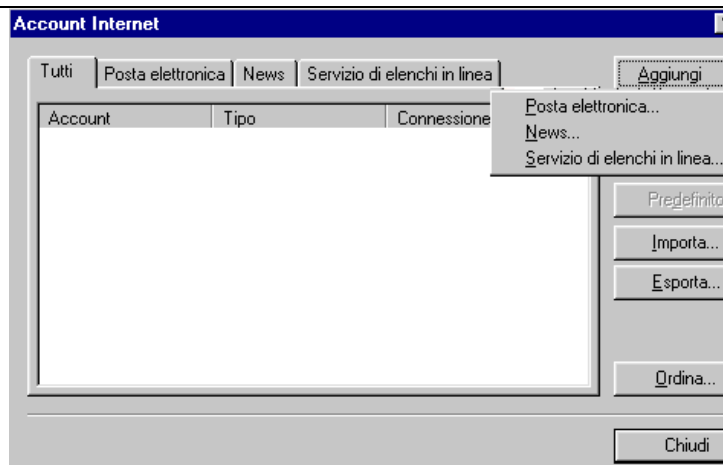 Account Internet
Tutti Posta elettronica News Servizio di elenchi in linea Aggiungi
Account Tipo Connessione
Posta elettronica...
News...
Servizio di elenchi in linea...
Predefinito
Importa...
Esporta...
Ordina...
Chiudi